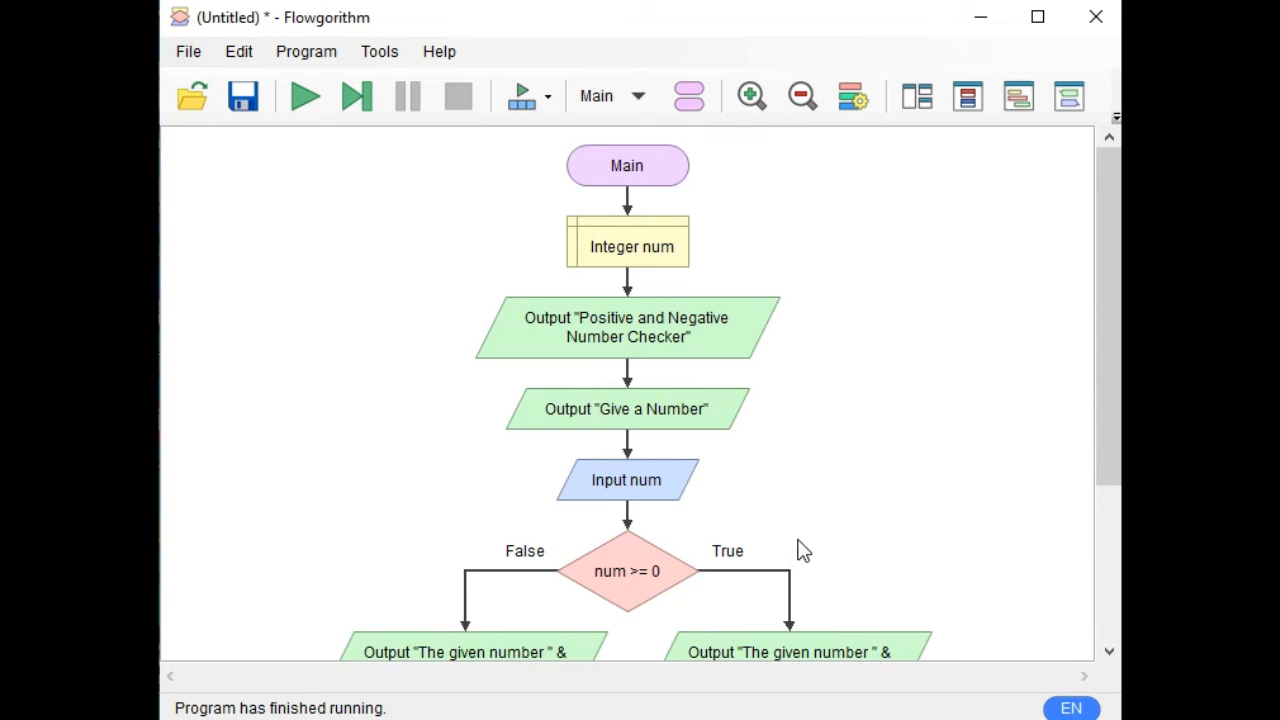 (Untitled) * - Flowgorithm
File Edit Program Tools Help
Main
Main
Integer num
Output "Positive and Negative
Number Checker"
Output "Give a Number"
Input num
False
True
num >= 0
Output "The given number " &
Output "The given number " &
Program has finished running.
EN